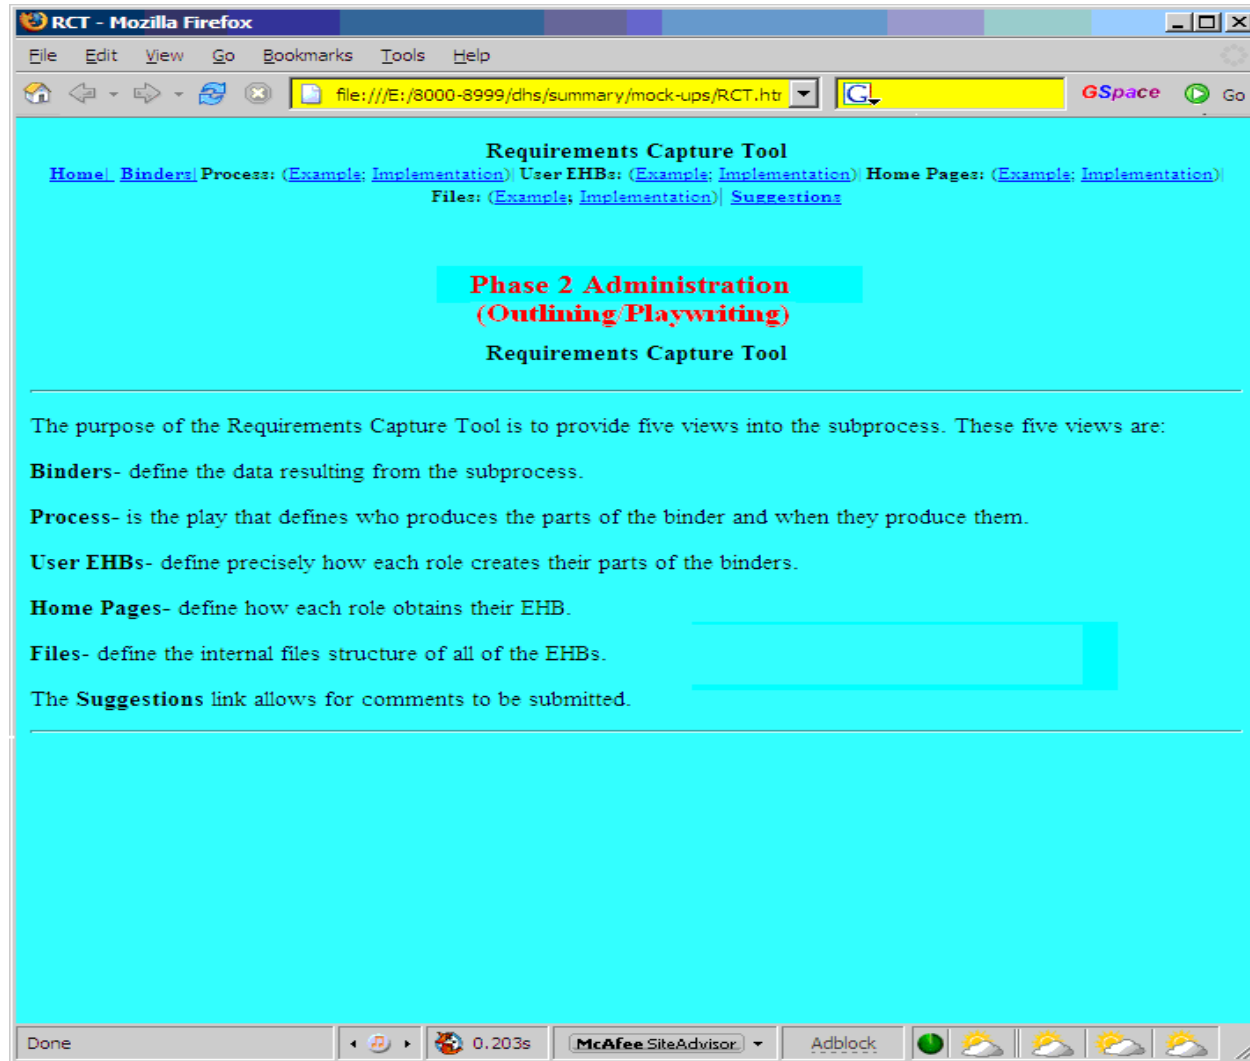 RCT - Mozilla Firefox
File Edit View Go Bookmarks Tools Help
file:///E:/8000-8999/dhs/summary/mock-ups/RCT.htr G GSpace Go
Requirements Capture Tool
Home| Binders| Process: (Example; Implementation)| User EHBs: (Example; Implementation)| Home Pages: (Example; Implementation)|
Files: (Example; Implementation)| Suggestions
Phase 2 Administration
(Outlining/Playwriting)
Requirements Capture Tool
The purpose of the Requirements Capture Tool is to provide five views into the subprocess. These five views are:
Binders- define the data resulting from the subprocess.
Process- is the play that defines who produces the parts of the binder and when they produce them.
User EHBs- define precisely how each role creates their parts of the binders.
Home Pages- define how each role obtains their EHB.
Files- define the internal files structure of all of the EHBs.
The Suggestions link allows for comments to be submitted.
Done 0.203s McAfee SiteAdvisor Adblock